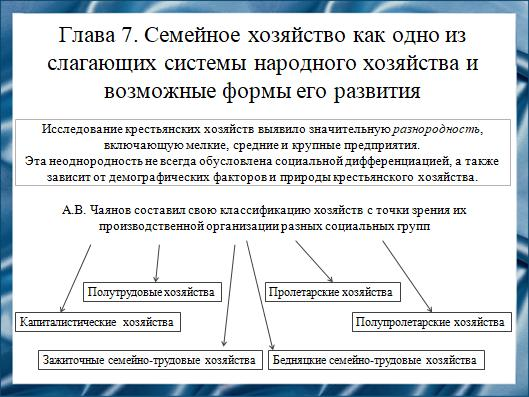 Глава 7. Семейное хозяйство как одно из
слагающих системы народного хозяйства и
возможные формы его развития
Исследование крестьянских хозяйств выявило значительную разнородность,
включающую мелкие, средние и крупные предприятия.
Эта неоднородность не всегда обусловлена социальной дифференциацией, а также
зависит от демографических факторов и природы крестьянского хозяйства.
А.В. Чаянов составил свою классификацию хозяйств с точки зрения их
производственной организации разных социальных групп
Полутрудовые хозяйства
Пролетарские хозяйства
Капиталистические хозяйства
Полупролетарские хозяйства
Зажиточные семейно-трудовые хозяйства
Бедняцкие семейно-трудовые хозяйства